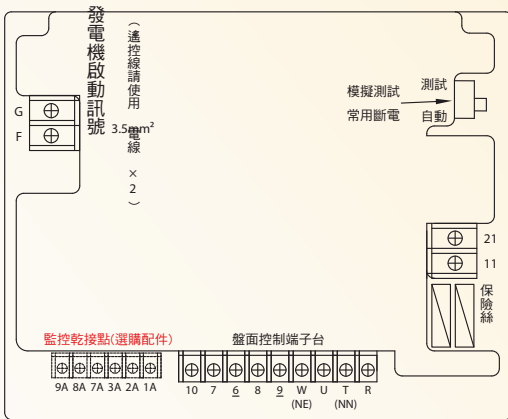 發電機啟動訊號
（遙控線請使用 3.5mm² 電線 ×2）
G
F
模擬測試
常用斷電
測試
自動
21
11
保險絲
監控乾接點(選購配件)
9A 8A 7A 3A 2A 1A
盤面控制端子台
10 7 6 8 9 W U T R
(NE) (NN)